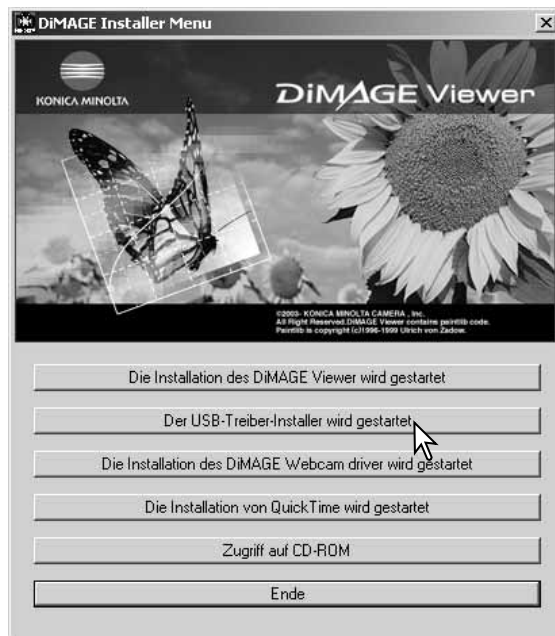 DiMAGE Installer Menu
KONICA MINOLTA
DiMAGE Viewer
©2003- KONICA MINOLTA CAMERA , Inc.
All Right Reserved.DiMAGE Viewer contains paintlib code.
Paintlib is copyright (c)1996-1999 Ulrich von Zadow.
Die Installation des DiMAGE Viewer wird gestartet
Der USB-Treiber-Installer wird gestartet
Die Installation des DiMAGE Webcam driver wird gestartet
Die Installation von QuickTime wird gestartet
Zugriff auf CD-ROM
Ende